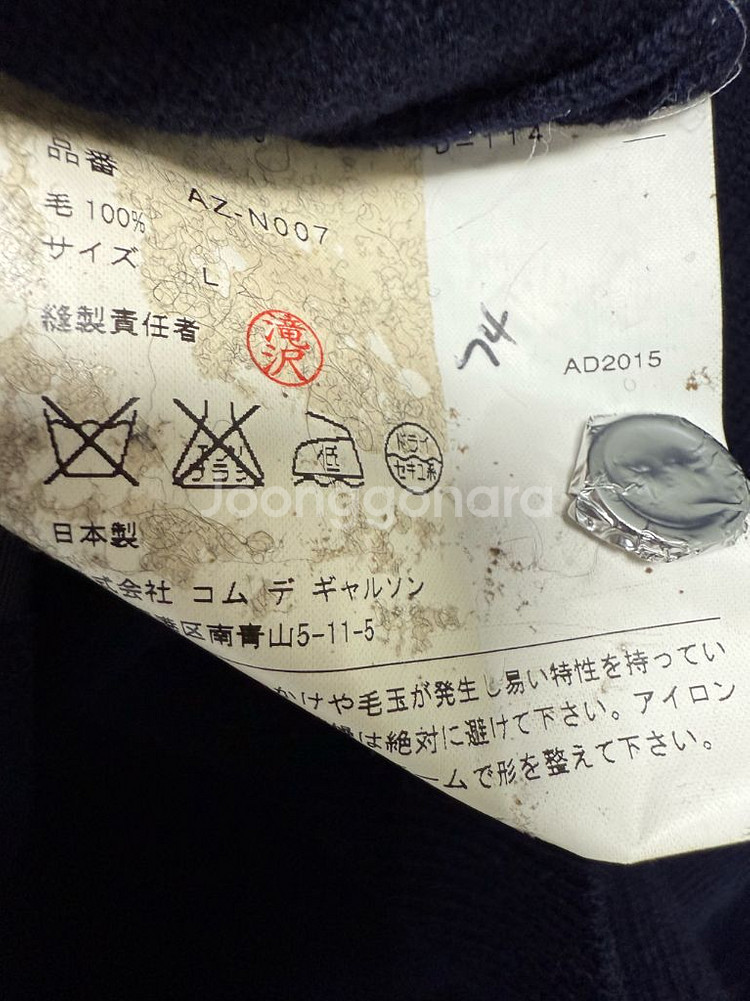 品番
AZ-N007
毛 100%
サイズ
L
縫製責任者
滝沢
74
AD2015
低
ドライ
セキユ系
日本製
式会社 コム デ ギャルソン
区南青山5-11-5
かけや毛玉が発生し易い特性を持ってい
は絶対に避けて下さい。アイロン
ームで形を整えて下さい。
Joonggonara